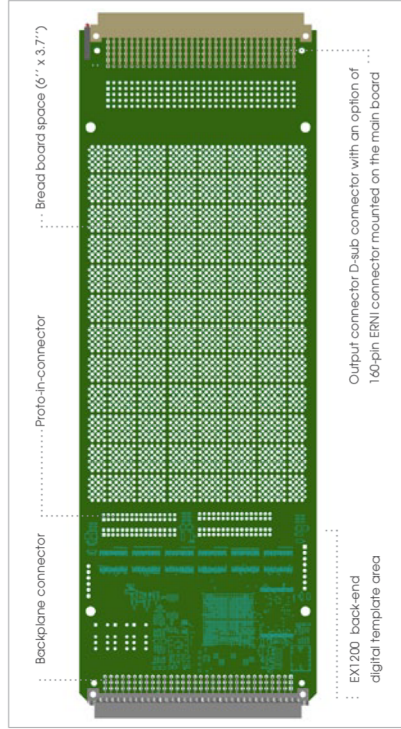 Backplane connector
Proto-in-connector
Bread board space (6´´ x 3.7´´)
EX1200 back-end
digital template area
Output connector D-sub connector with an option of
160-pin ERNI connector mounted on the main board